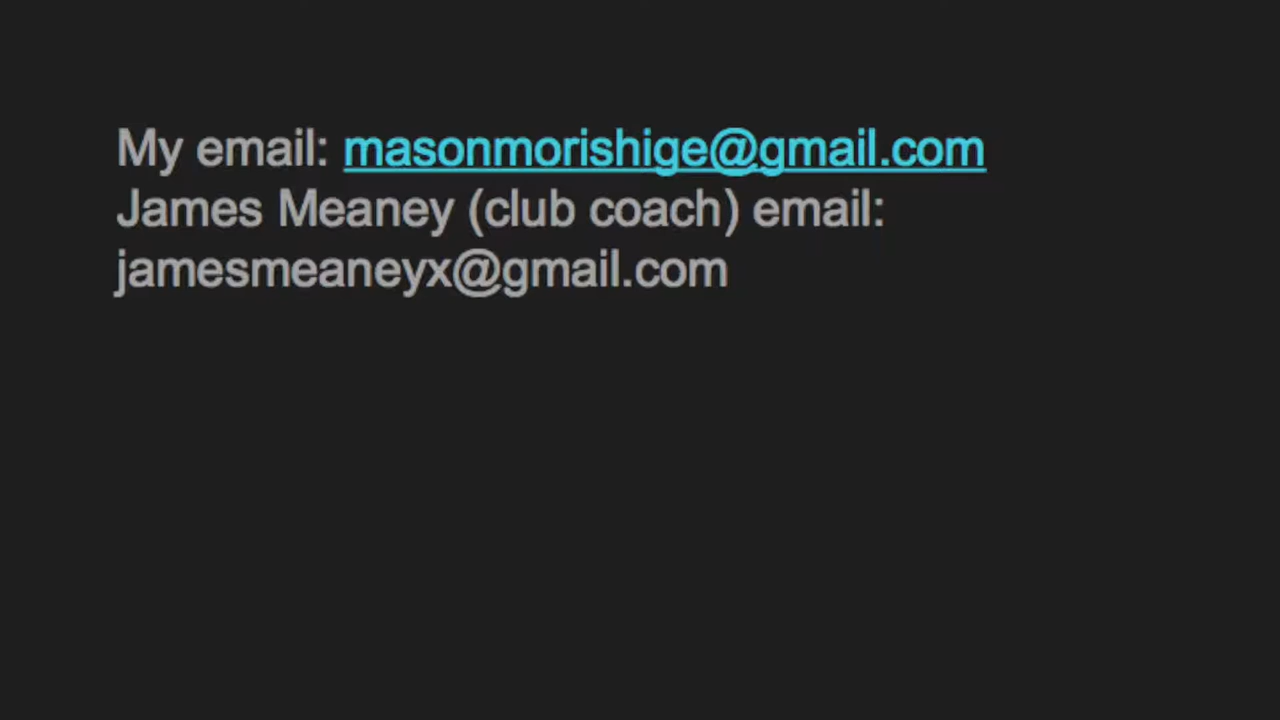 My email: masonmorishige@gmail.com
James Meaney (club coach) email:
jamesmeaneyx@gmail.com